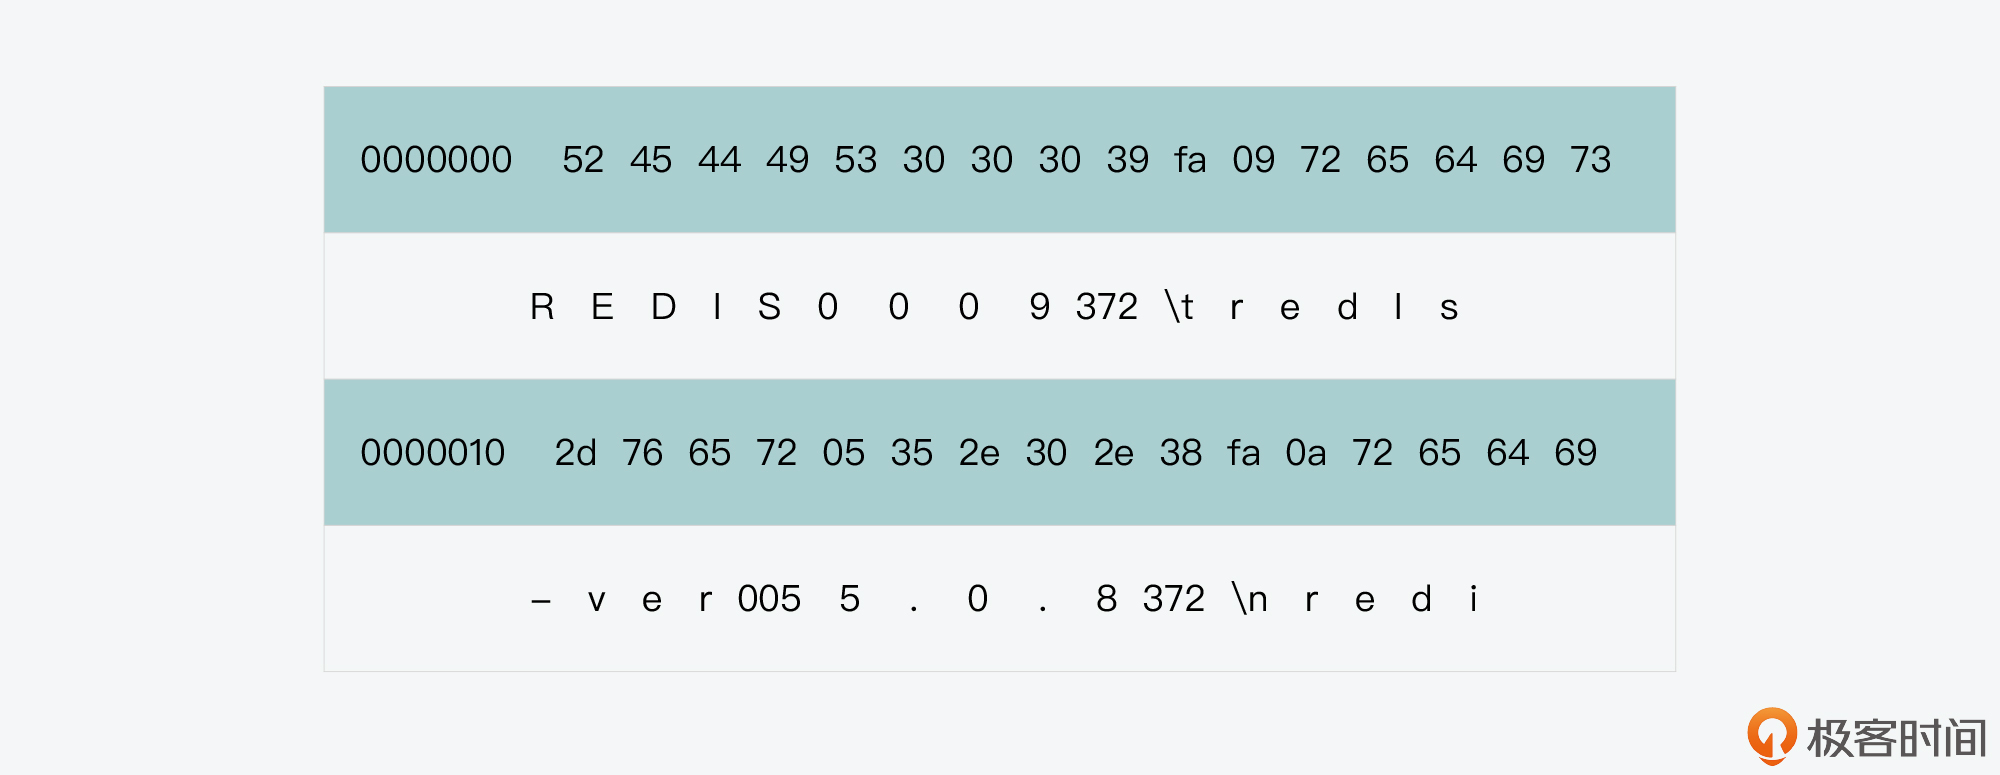 0000000 52 45 44 49 53 30 30 30 39 fa 09 72 65 64 69 73
R E D I S 0 0 0 9 372 \t r e d I s
0000010 2d 76 65 72 05 35 2e 30 2e 38 fa 0a 72 65 64 69
– v e r 005 5 . 0 . 8 372 \n r e d i
极客时间